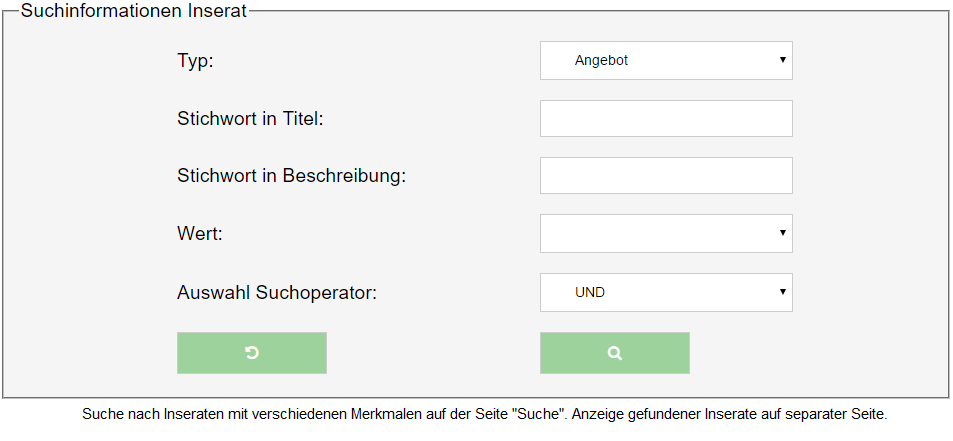 Suchinformationen Inserat
Typ: Angebot
Stichwort in Titel:
Stichwort in Beschreibung:
Wert:
Auswahl Suchoperator: UND
Suche nach Inseraten mit verschiedenen Merkmalen auf der Seite "Suche". Anzeige gefundener Inserate auf separater Seite.